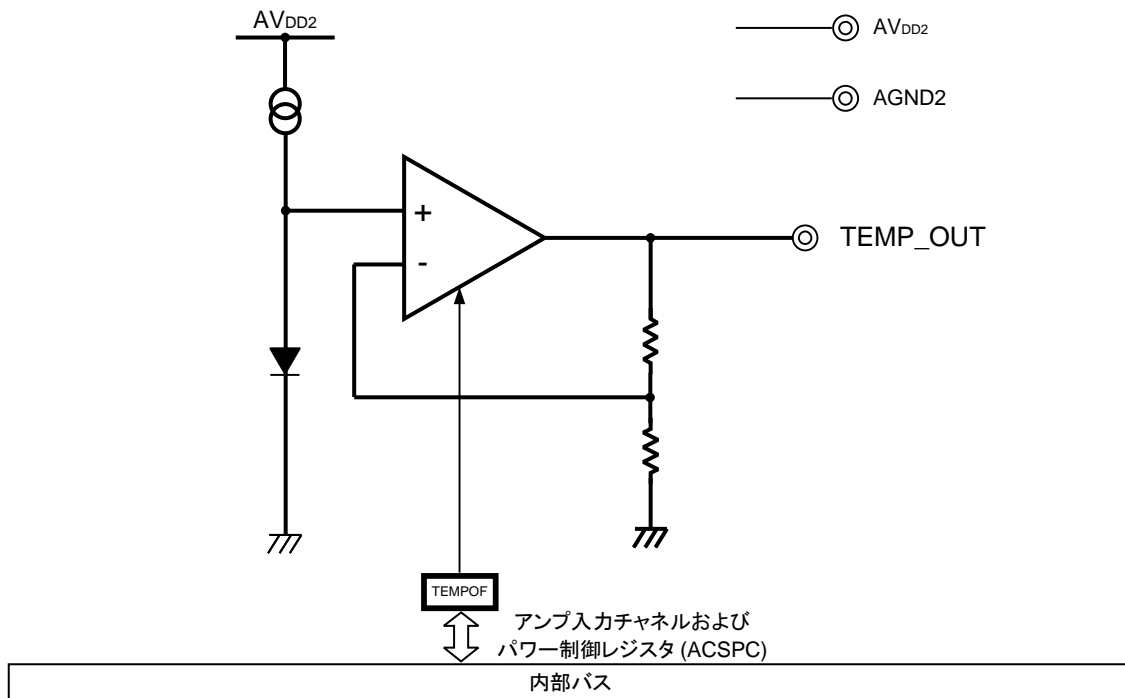 AVDD2
AVDD2
AGND2
+
-
TEMP_OUT
TEMPOF
アンプ入力チャネルおよび
パワー制御レジスタ (ACSPC)
内部バス